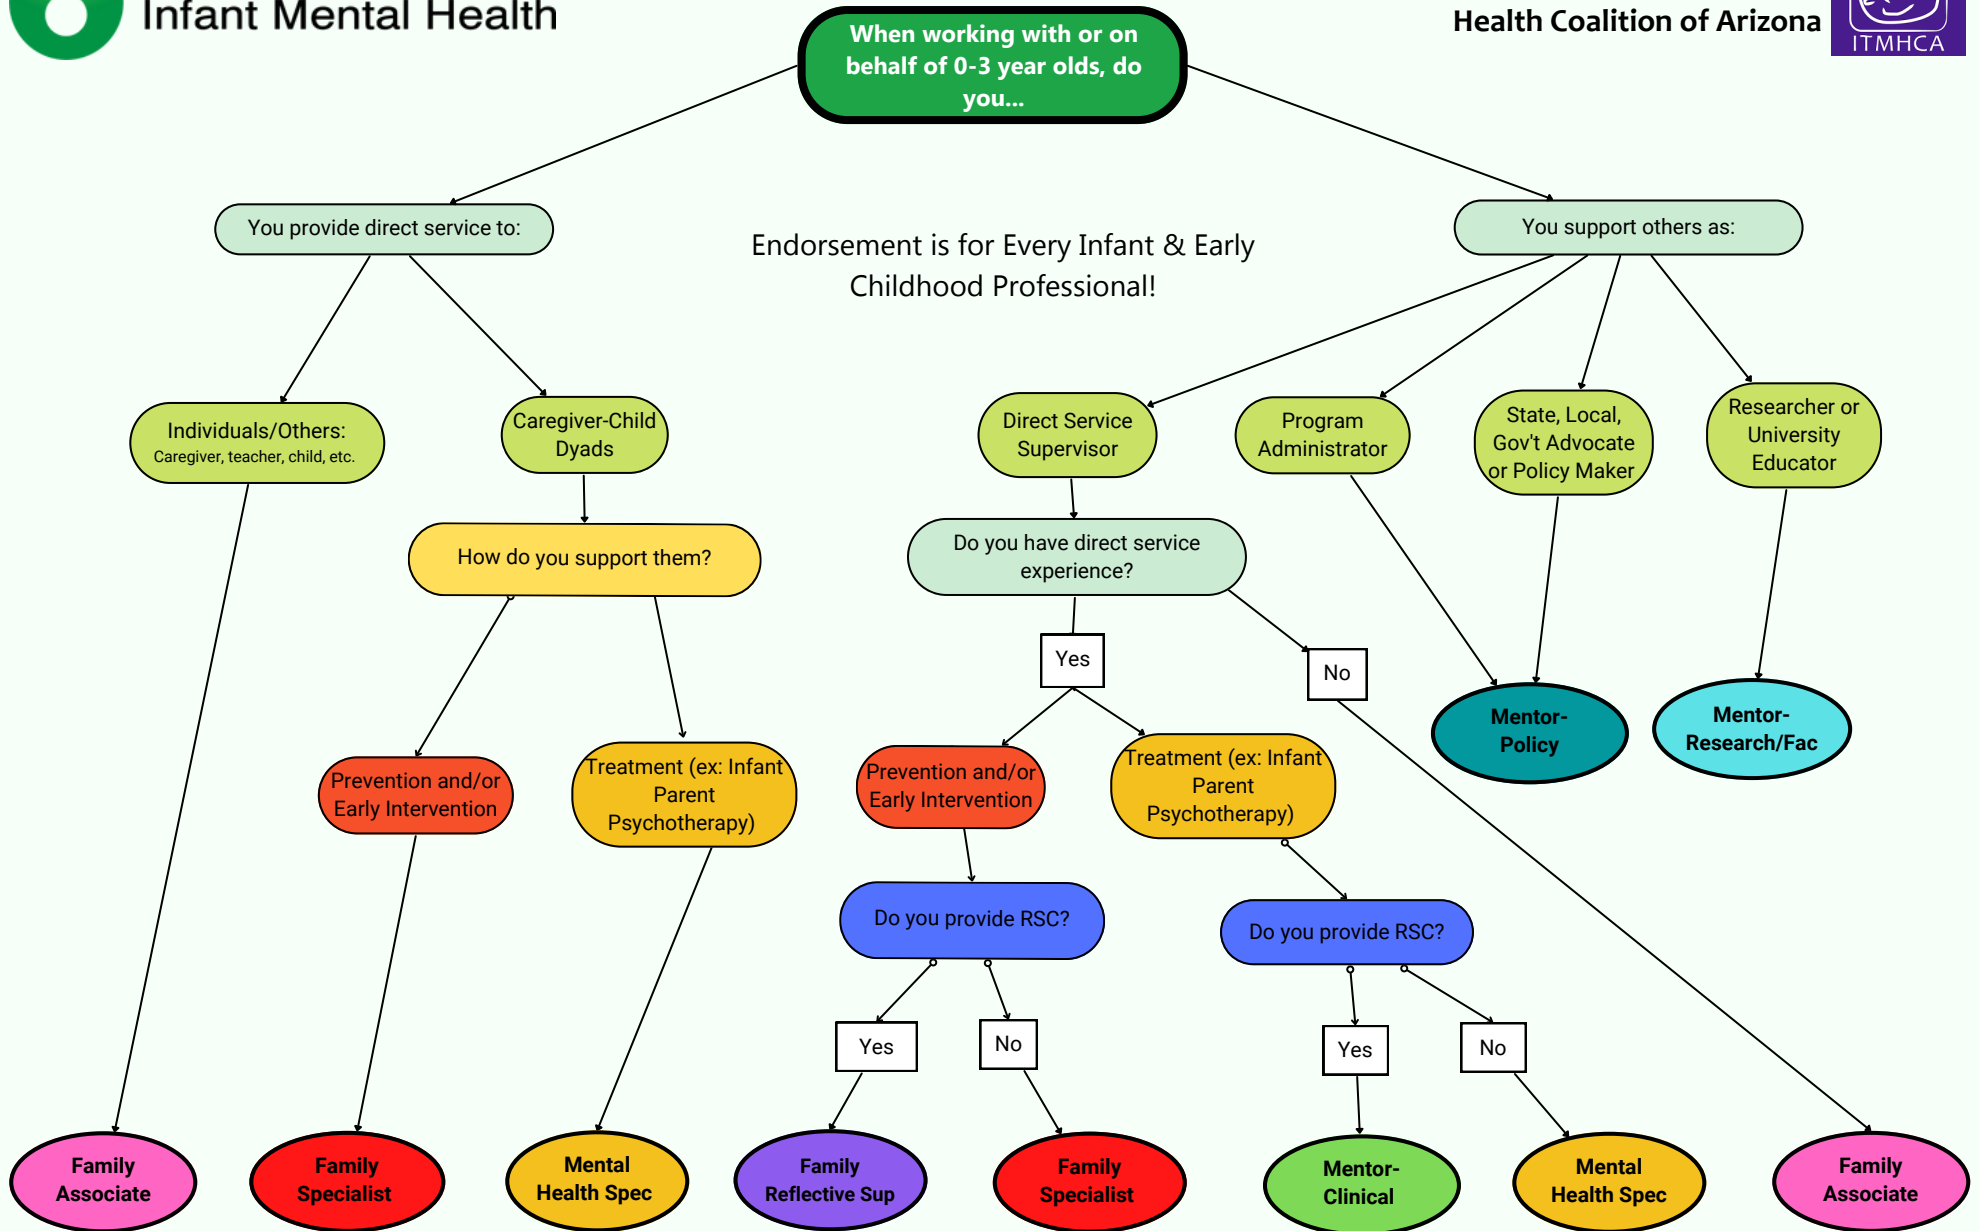 Infant Mental Health
Health Coalition of Arizona
ITMHCA
When working with or on
behalf of 0-3 year olds, do
you...
You provide direct service to:
You support others as:
Endorsement is for Every Infant & Early
Childhood Professional!
Individuals/Others:
Caregiver, teacher, child, etc.
Caregiver-Child
Dyads
Direct Service
Supervisor
Program
Administrator
State, Local,
Gov't Advocate
or Policy Maker
Researcher or
University
Educator
How do you support them?
Do you have direct service
experience?
Yes
No
Mentor-
Policy
Mentor-
Research/Fac
Prevention and/or
Early Intervention
Treatment (ex: Infant
Parent
Psychotherapy)
Prevention and/or
Early Intervention
Treatment (ex: Infant
Parent
Psychotherapy)
Do you provide RSC?
Do you provide RSC?
Yes
No
Yes
No
Family
Associate
Family
Specialist
Mental
Health Spec
Family
Reflective Sup
Family
Specialist
Mentor-
Clinical
Mental
Health Spec
Family
Associate